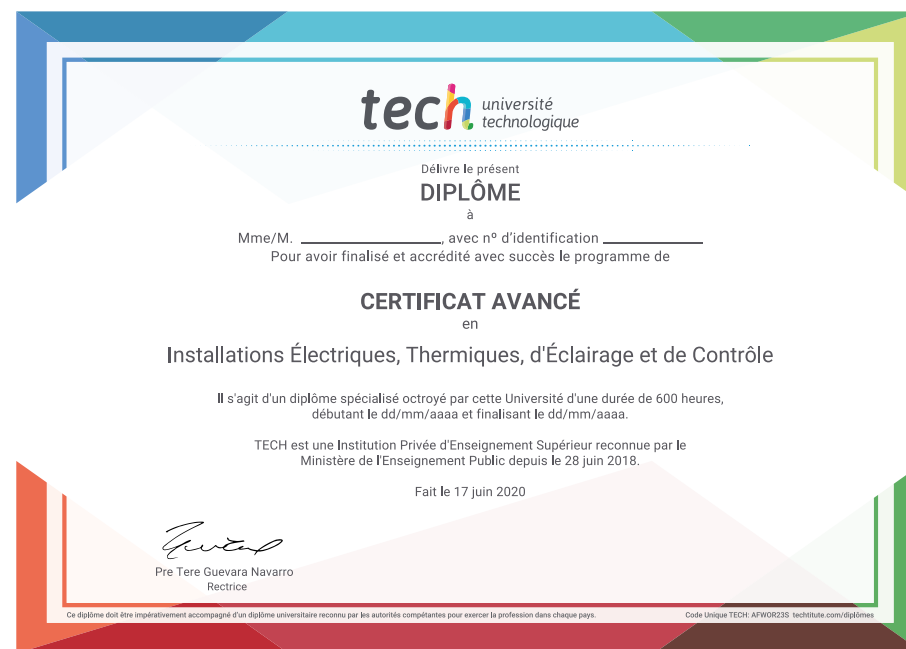 tech université
technologique
Délivre le présent
DIPLÔME
à
Mme/M. ____________________, avec nº d'identification ______________
Pour avoir finalisé et accrédité avec succès le programme de
CERTIFICAT AVANCÉ
en
Installations Électriques, Thermiques, d'Éclairage et de Contrôle
Il s'agit d'un diplôme spécialisé octroyé par cette Université d'une durée de 600 heures,
débutant le dd/mm/aaaa et finalisant le dd/mm/aaaa.
TECH est une Institution Privée d'Enseignement Supérieur reconnue par le
Ministère de l'Enseignement Public depuis le 28 juin 2018.
Fait le 17 juin 2020
Pre Tere Guevara Navarro
Rectrice
Ce diplôme doit être impérativement accompagné d'un diplôme universitaire reconnu par les autorités compétantes pour exercer la profession dans chaque pays.
Code Unique TECH: AFWOR23S techtitute.com/diplômes